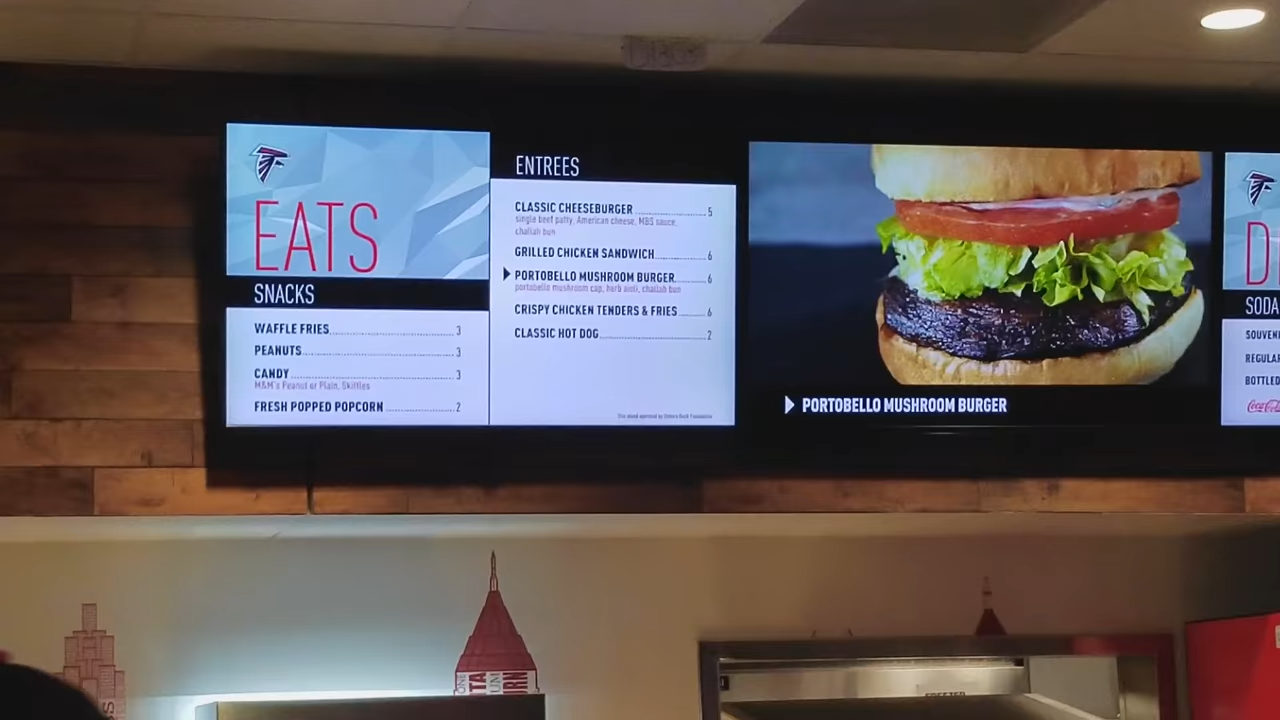 EATS
SNACKS
WAFFLE FRIES 3
PEANUTS 3
CANDY 3
M&M's Peanut or Plain, Skittles
FRESH POPPED POPCORN 2
ENTREES
CLASSIC CHEESEBURGER 5
single beef patty, American cheese, MBS sauce,
challah bun
GRILLED CHICKEN SANDWICH 6
PORTOBELLO MUSHROOM BURGER 6
portobello mushroom cap, herb aioli, challah bun
CRISPY CHICKEN TENDERS & FRIES 6
CLASSIC HOT DOG 2
PORTOBELLO MUSHROOM BURGER
SODA
BOTTLED
FREEZER